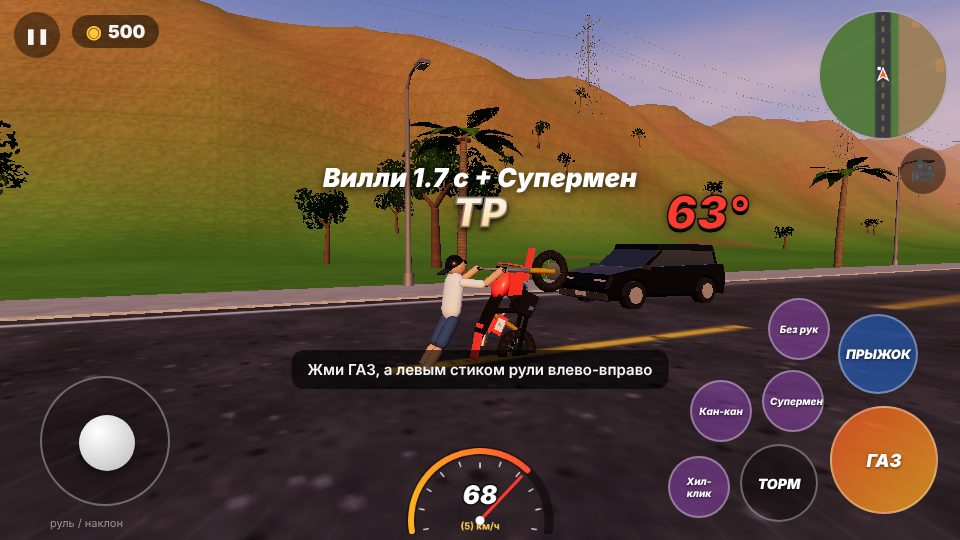 500
Вилли 1.7 с + Супермен
ТР
63°
Жми ГАЗ, а левым стиком рули влево-вправо
Без рук
ПРЫЖОК
Кан-кан
Супермен
ГАЗ
Хил-
клик
ТОРМ
68
(5) км/ч
руль / наклон